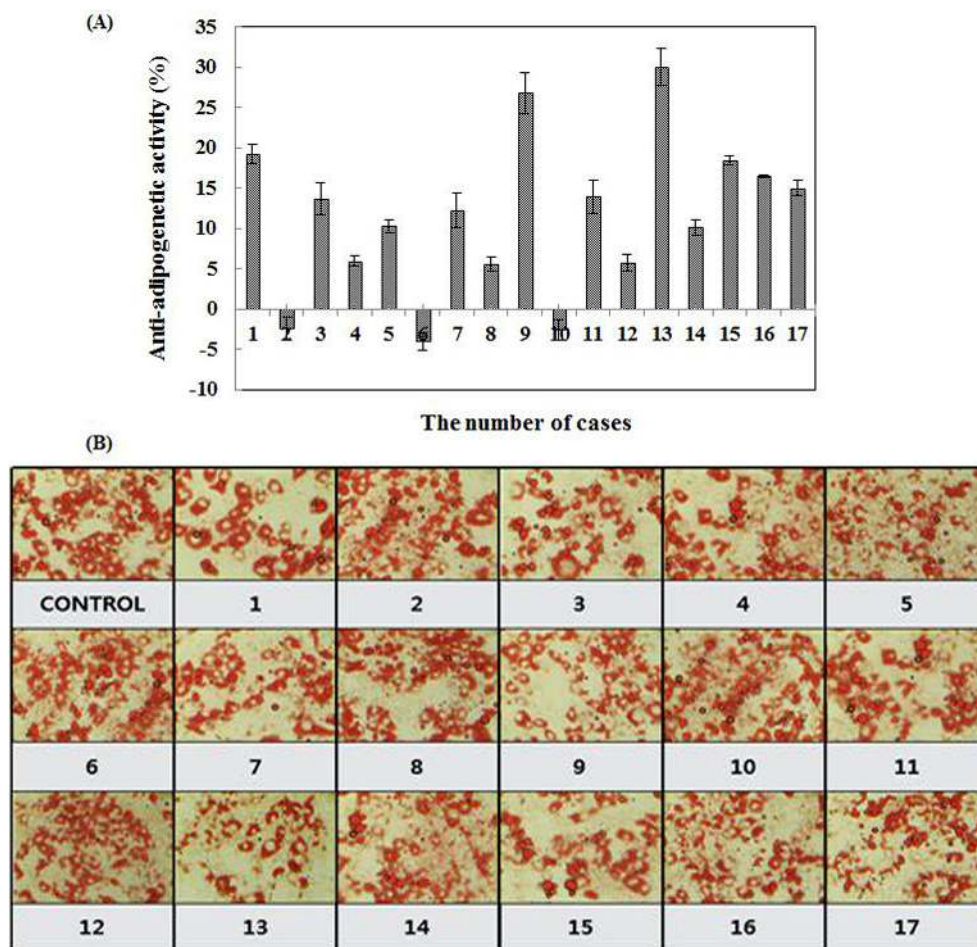 (A)
Anti-adipogenetic activity (%)
35
30
25
20
15
10
5
0
-5
-10
1 2 3 4 5 6 7 8 9 10 11 12 13 14 15 16 17
The number of cases
(B)
CONTROL 1 2 3 4 5
6 7 8 9 10 11
12 13 14 15 16 17